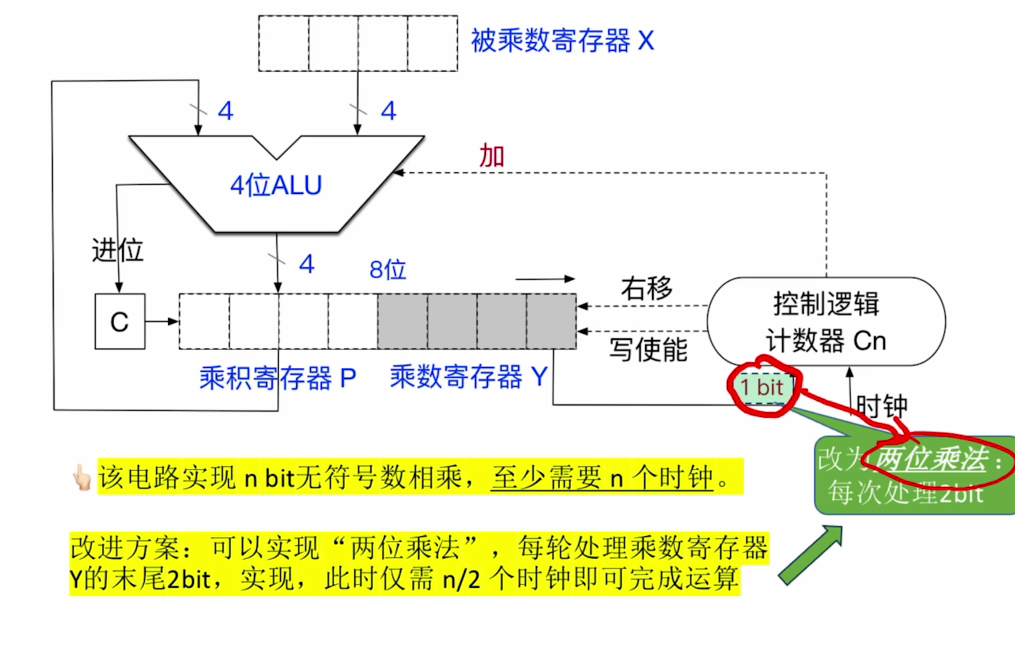 被乘数寄存器 X
4
4
加
4位ALU
进位
4
8位
右移
控制逻辑
计数器 Cn
C
写使能
乘积寄存器 P
乘数寄存器 Y
1 bit
时钟
改为两位乘法：
每次处理2bit
该电路实现 n bit无符号数相乘，至少需要 n 个时钟。
改进方案：可以实现“两位乘法”，每轮处理乘数寄存器
Y的末尾2bit，实现，此时仅需 n/2 个时钟即可完成运算